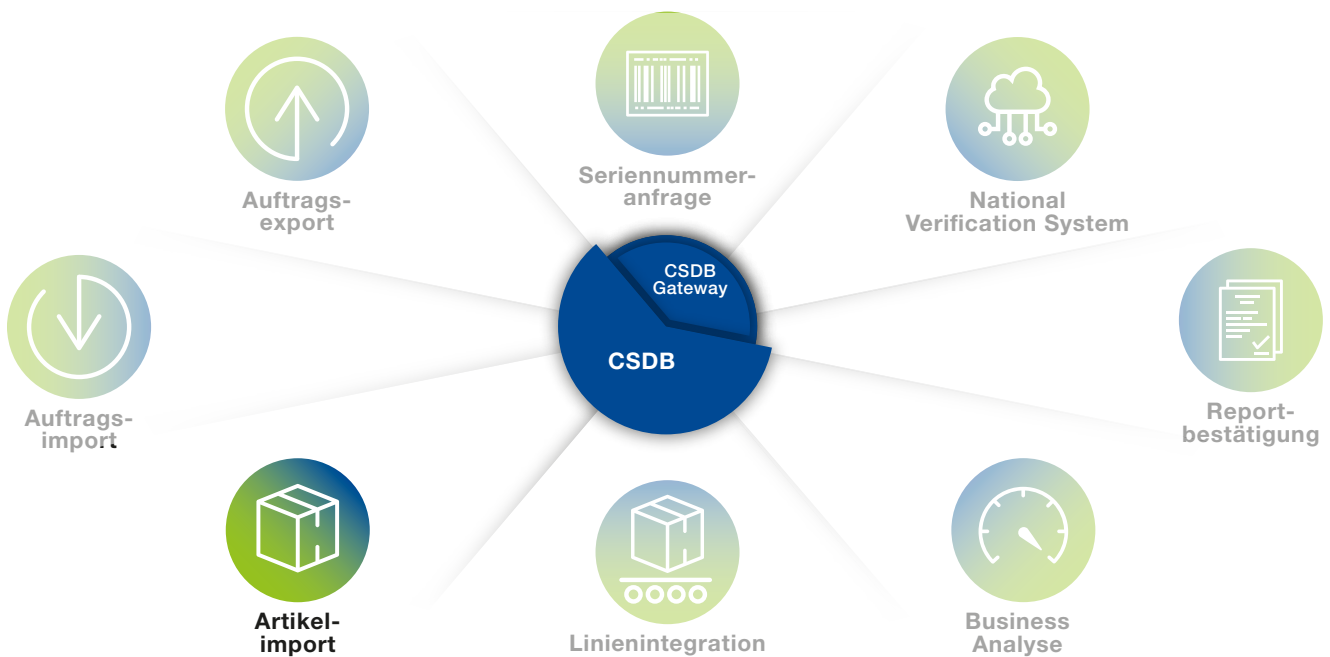 Seriennummer-
anfrage
Auftrags-
export
National
Verification System
CSDB
Gateway
CSDB
Auftrags-
import
Report-
bestätigung
Artikel-
import
Linienintegration
Business
Analyse